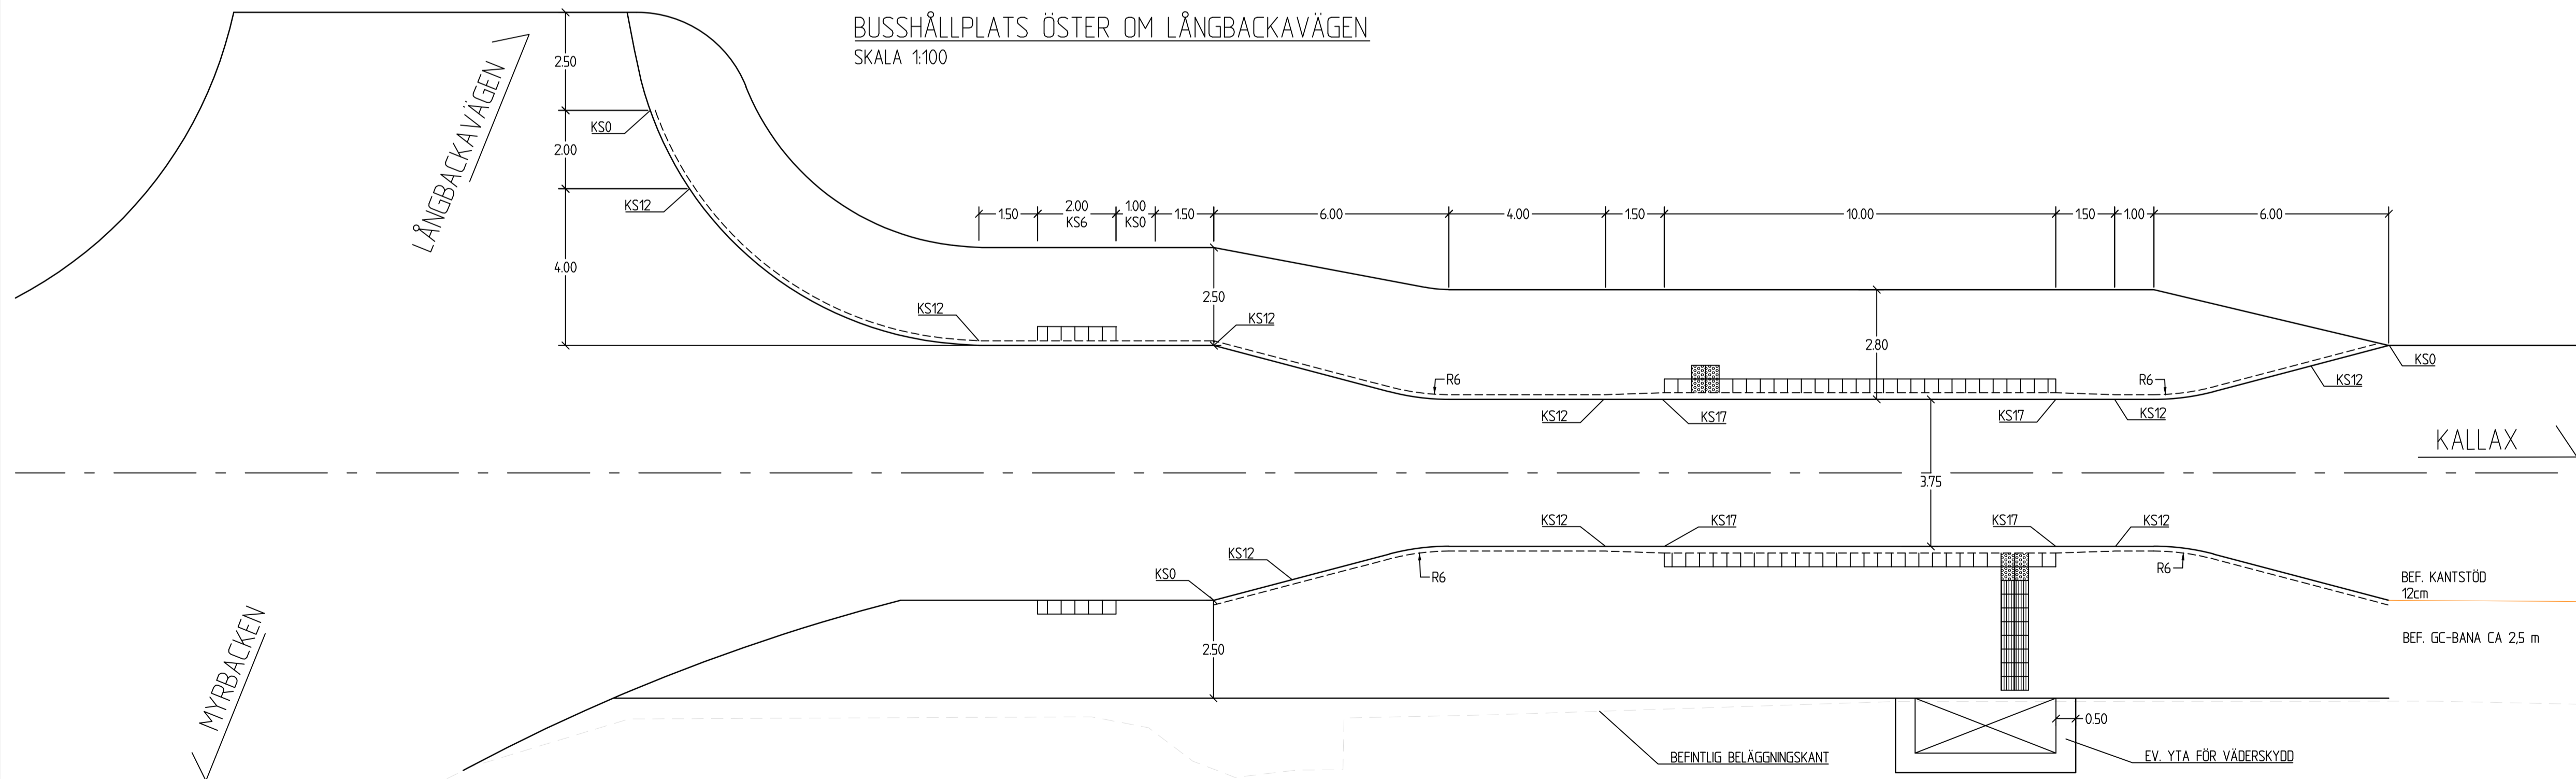 BUSSHÅLLPLATS ÖSTER OM LÅNGBACKAVÄGEN
SKALA 1:100
LÅNGBACKAVÄGEN
2.50
KS0
2.00
KS12
4.00
1.50
2.00
KS6
1.00
KS0
1.50
6.00
4.00
1.50
10.00
1.50
1.00
6.00
KS12
2.50
KS12
R6
2.80
R6
KS0
KS12
KS12
KS17
KS17
KS12
KALLAX
3.75
KS12
KS17
KS17
KS12
KS12
KS0
R6
R6
BEF. KANTSTÖD
12cm
BEF. GC-BANA CA 2,5 m
MYRBACKEN
2.50
0.50
BEFINTLIG BELÄGGNINGSKANT
EV. YTA FÖR VÄDERSKYDD